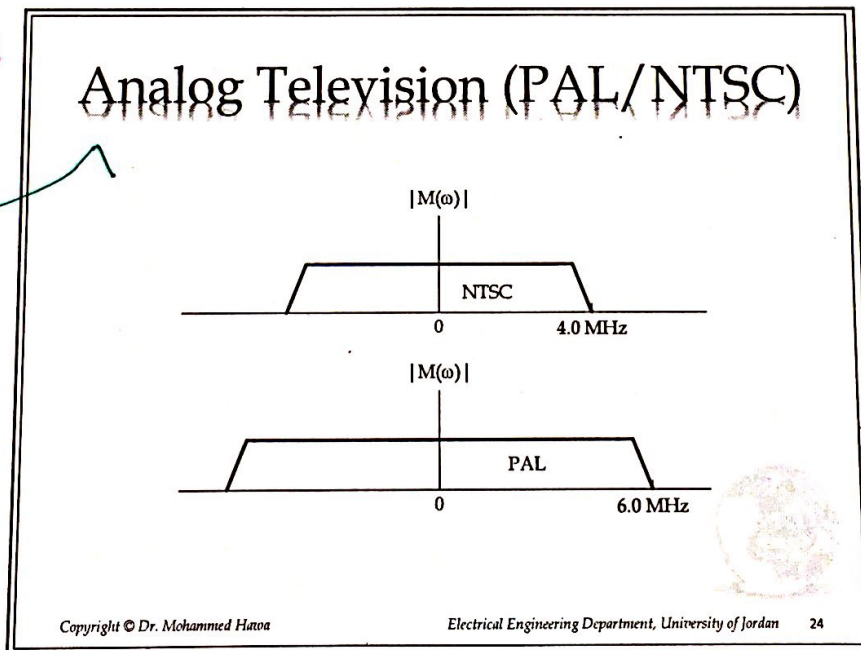 Analog Television (PAL/NTSC)
|M(ω)|
NTSC
0
4.0 MHz
|M(ω)|
PAL
0
6.0 MHz
Copyright © Dr. Mohammed Hawa
Electrical Engineering Department, University of Jordan 24